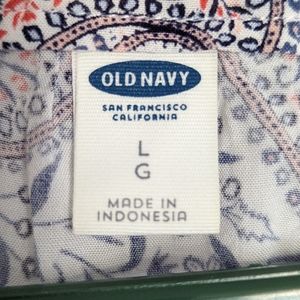 OLD NAVY
SAN FRANCISCO
CALIFORNIA
L
G
MADE IN
INDONESIA